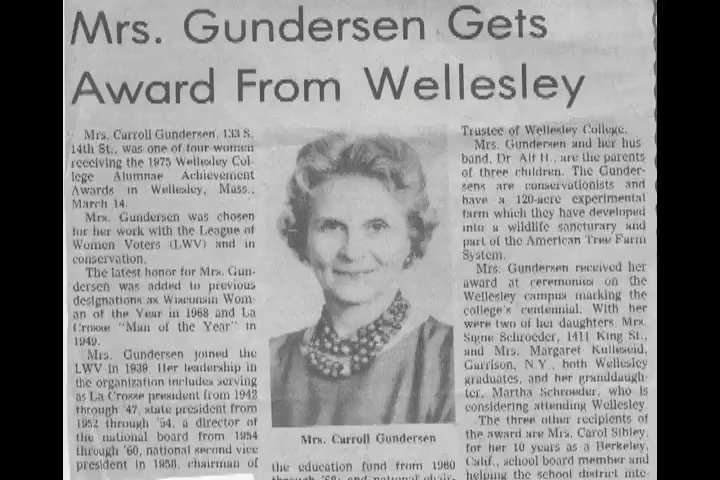 Mrs. Gundersen Gets
Award From Wellesley
Mrs. Carroll Gundersen, 133 S.
14th St., was one of four women
receiving the 1975 Wellesley Col-
lege Alumnae Achievement
Awards in Wellesley, Mass.,
March 14.
Mrs. Gundersen was chosen
for her work with the League of
Women Voters (LWV) and in
conservation.
The latest honor for Mrs. Gun-
dersen was added to previous
designations as Wisconsin Wom-
an of the Year in 1968 and La
Crosse "Man of the Year" in
1949.
Mrs. Gundersen joined the
LWV in 1939. Her leadership in
the organization includes serving
as La Crosse president from 1942
through '47, state president from
1952 through '54, a director of
the national board from 1954
through '60, national second vice
president in 1958, chairman of
Mrs. Carroll Gundersen
the education fund from 1960
Trustee of Wellesley College.
Mrs. Gundersen and her hus-
band, Dr. Alf H., are the parents
of three children. The Gunder-
sens are conservationists and
have a 120-acre experimental
farm which they have developed
into a wildlife sancturary and
part of the American Tree Farm
System.
Mrs. Gundersen received her
award at ceremonies on the
Wellesley campus marking the
college's centennial. With her
were two of her daughters, Mrs.
Signe Schroeder, 1411 King St.,
and Mrs. Margaret
Garrison, N.Y., both Wellesley
graduates, and her granddaugh-
ter, Martha Schroeder, who is
considering attending Wellesley.
The three other recipients of
the award are Mrs. Carol Sibley,
for her 10 years as a Berkeley,
Calif., school board member and
helping the school district inte-